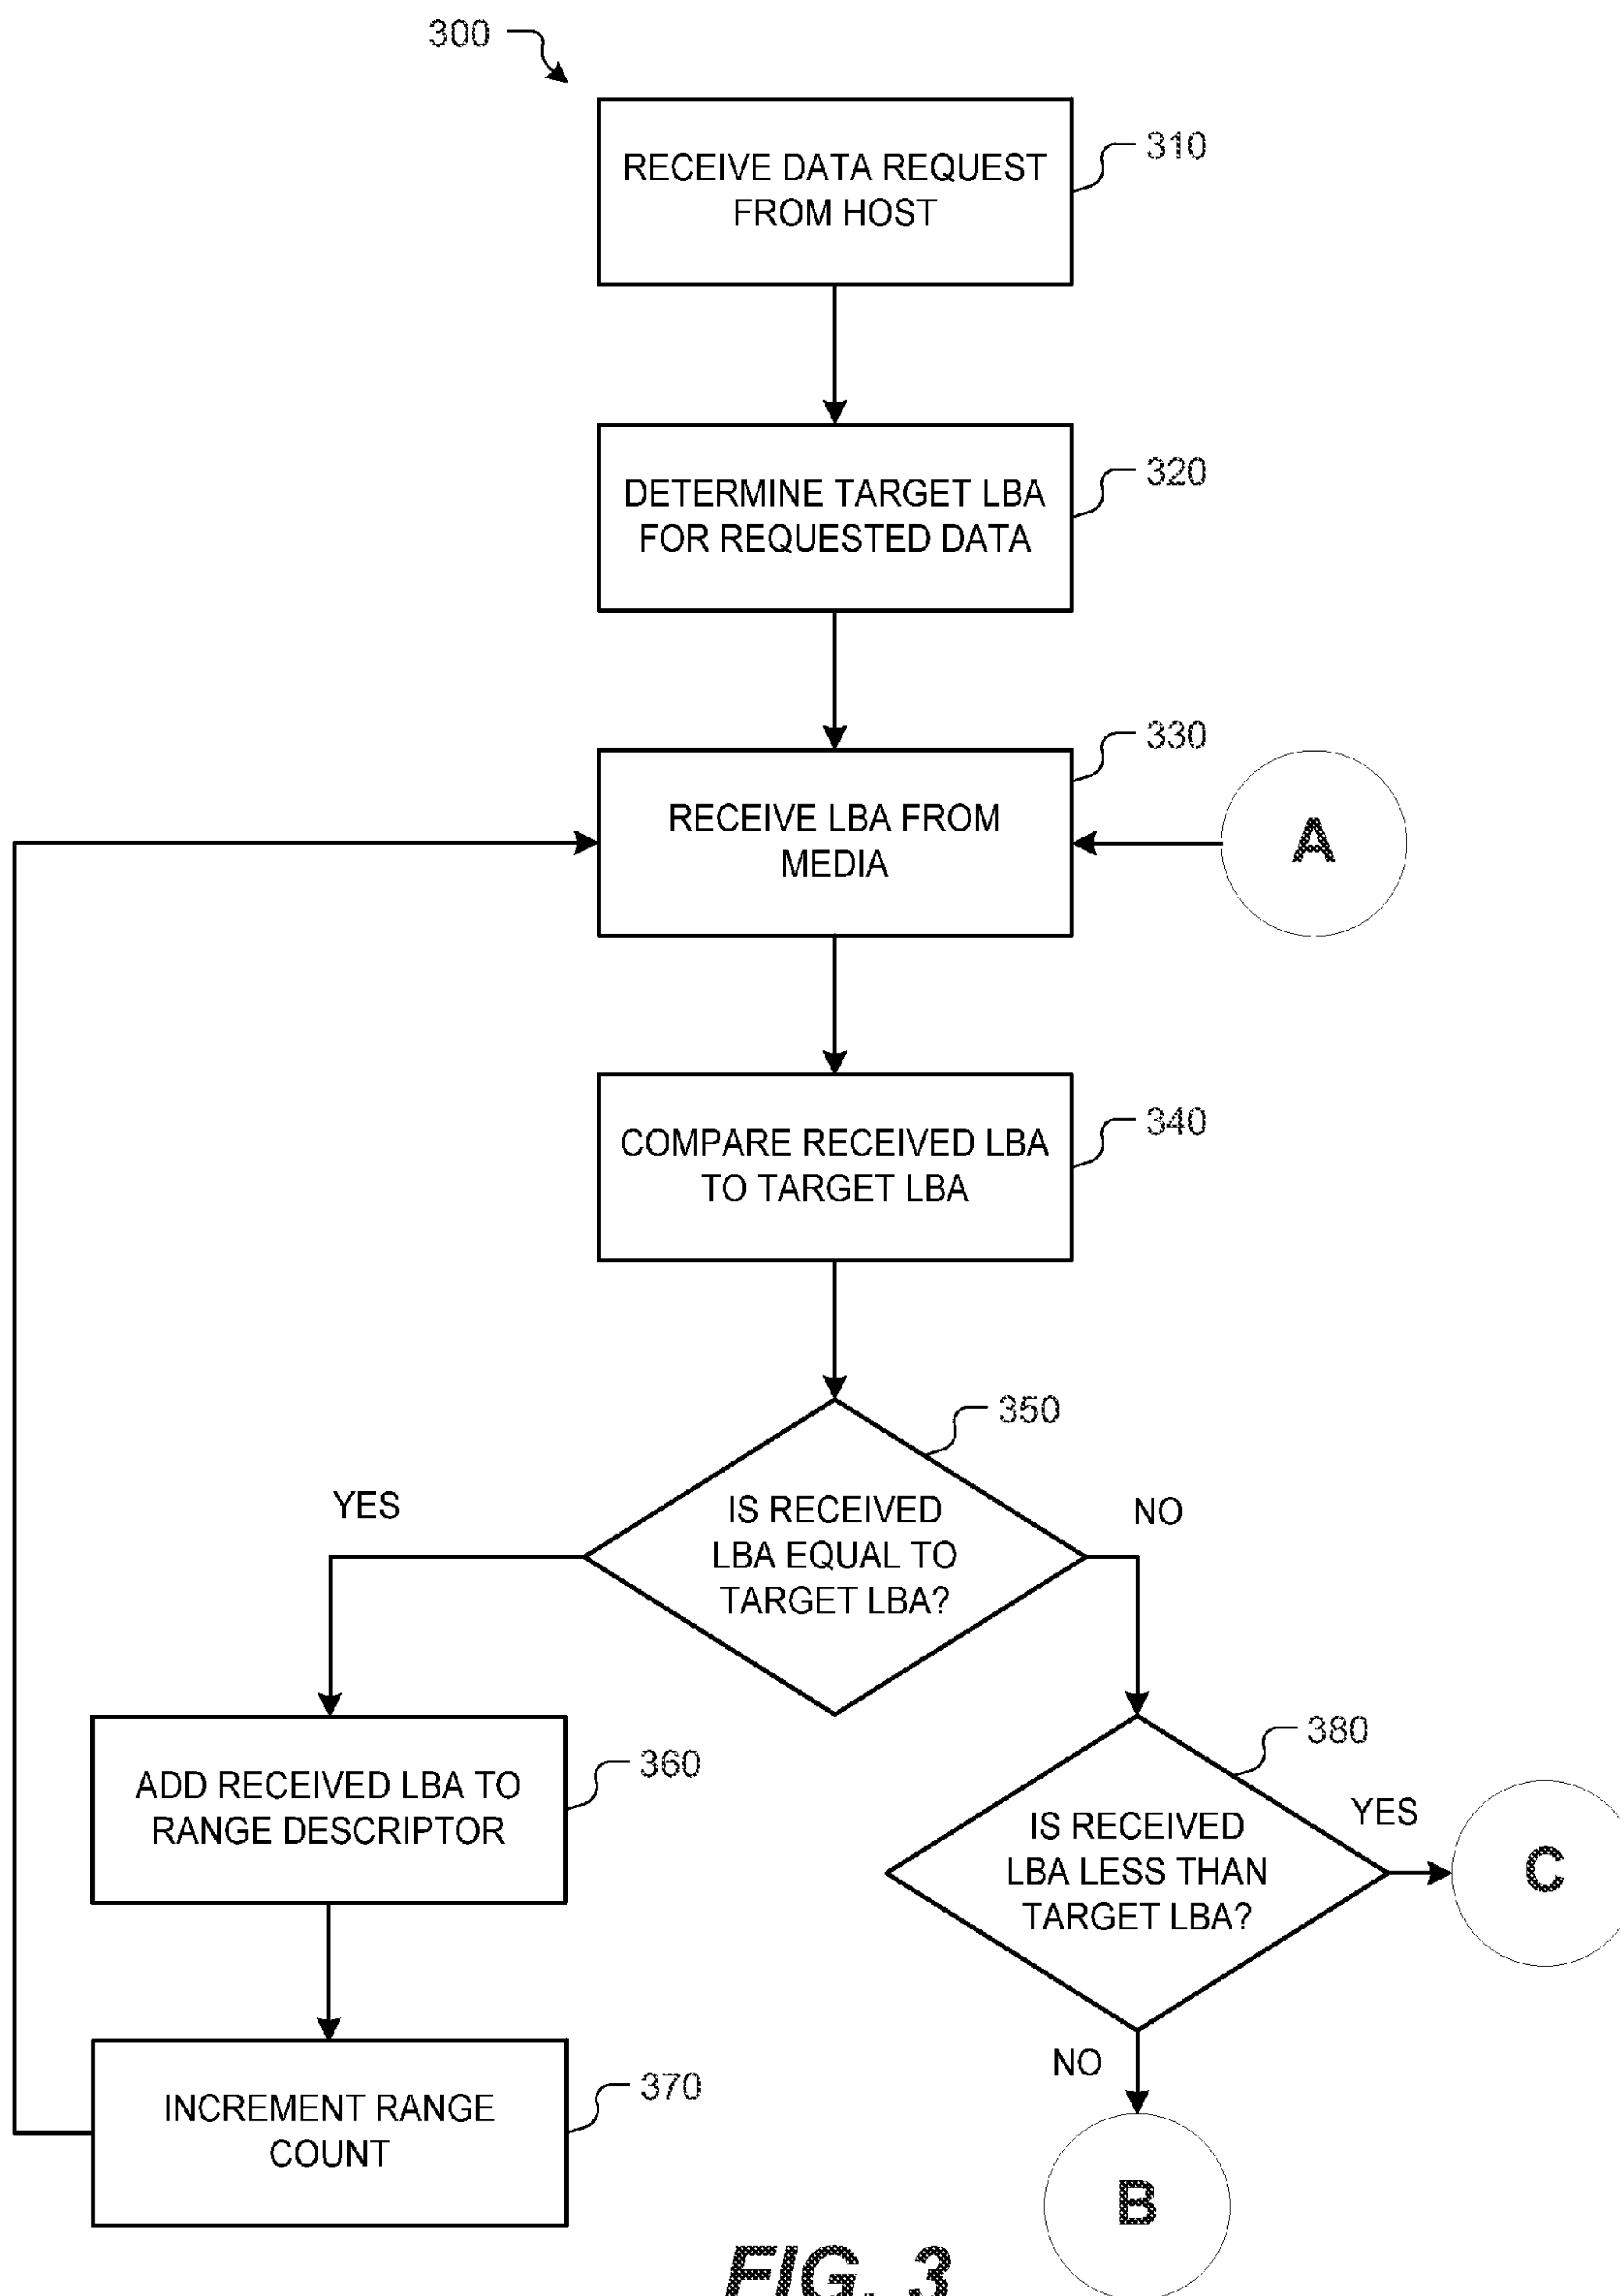 300
RECEIVE DATA REQUEST
FROM HOST
310
DETERMINE TARGET LBA
FOR REQUESTED DATA
320
RECEIVE LBA FROM
MEDIA
330
A
COMPARE RECEIVED LBA
TO TARGET LBA
340
350
YES
IS RECEIVED
LBA EQUAL TO
TARGET LBA?
NO
ADD RECEIVED LBA TO
RANGE DESCRIPTOR
360
380
IS RECEIVED
LBA LESS THAN
TARGET LBA?
YES
C
INCREMENT RANGE
COUNT
370
NO
B
FIG. 3